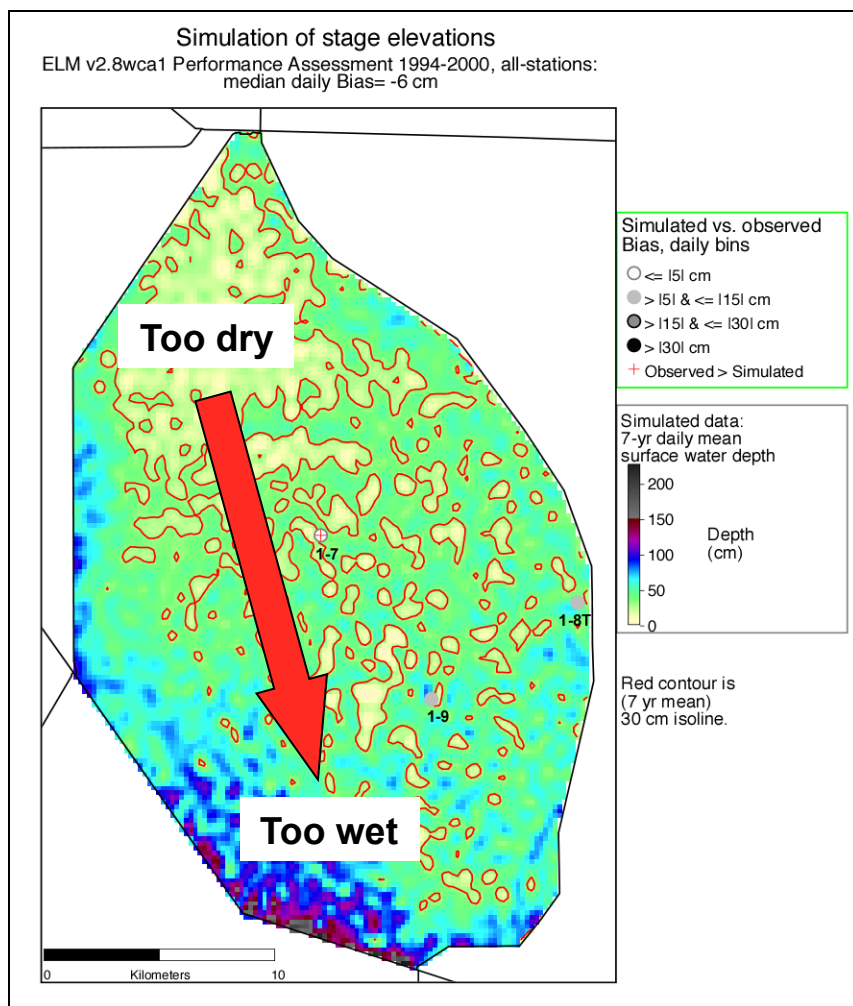 Simulation of stage elevations
ELM v2.8wca1 Performance Assessment 1994-2000, all-stations:
median daily Bias= -6 cm
Too dry
1-7
1-8T
1-9
Too wet
0 Kilometers 10
Simulated vs. observed
Bias, daily bins
<= |5| cm
> |5| & <= |15| cm
> |15| & <= |30| cm
> |30| cm
+ Observed > Simulated
Simulated data:
7-yr daily mean
surface water depth
200
150
100
50
0
Depth
(cm)
Red contour is
(7 yr mean)
30 cm isoline.